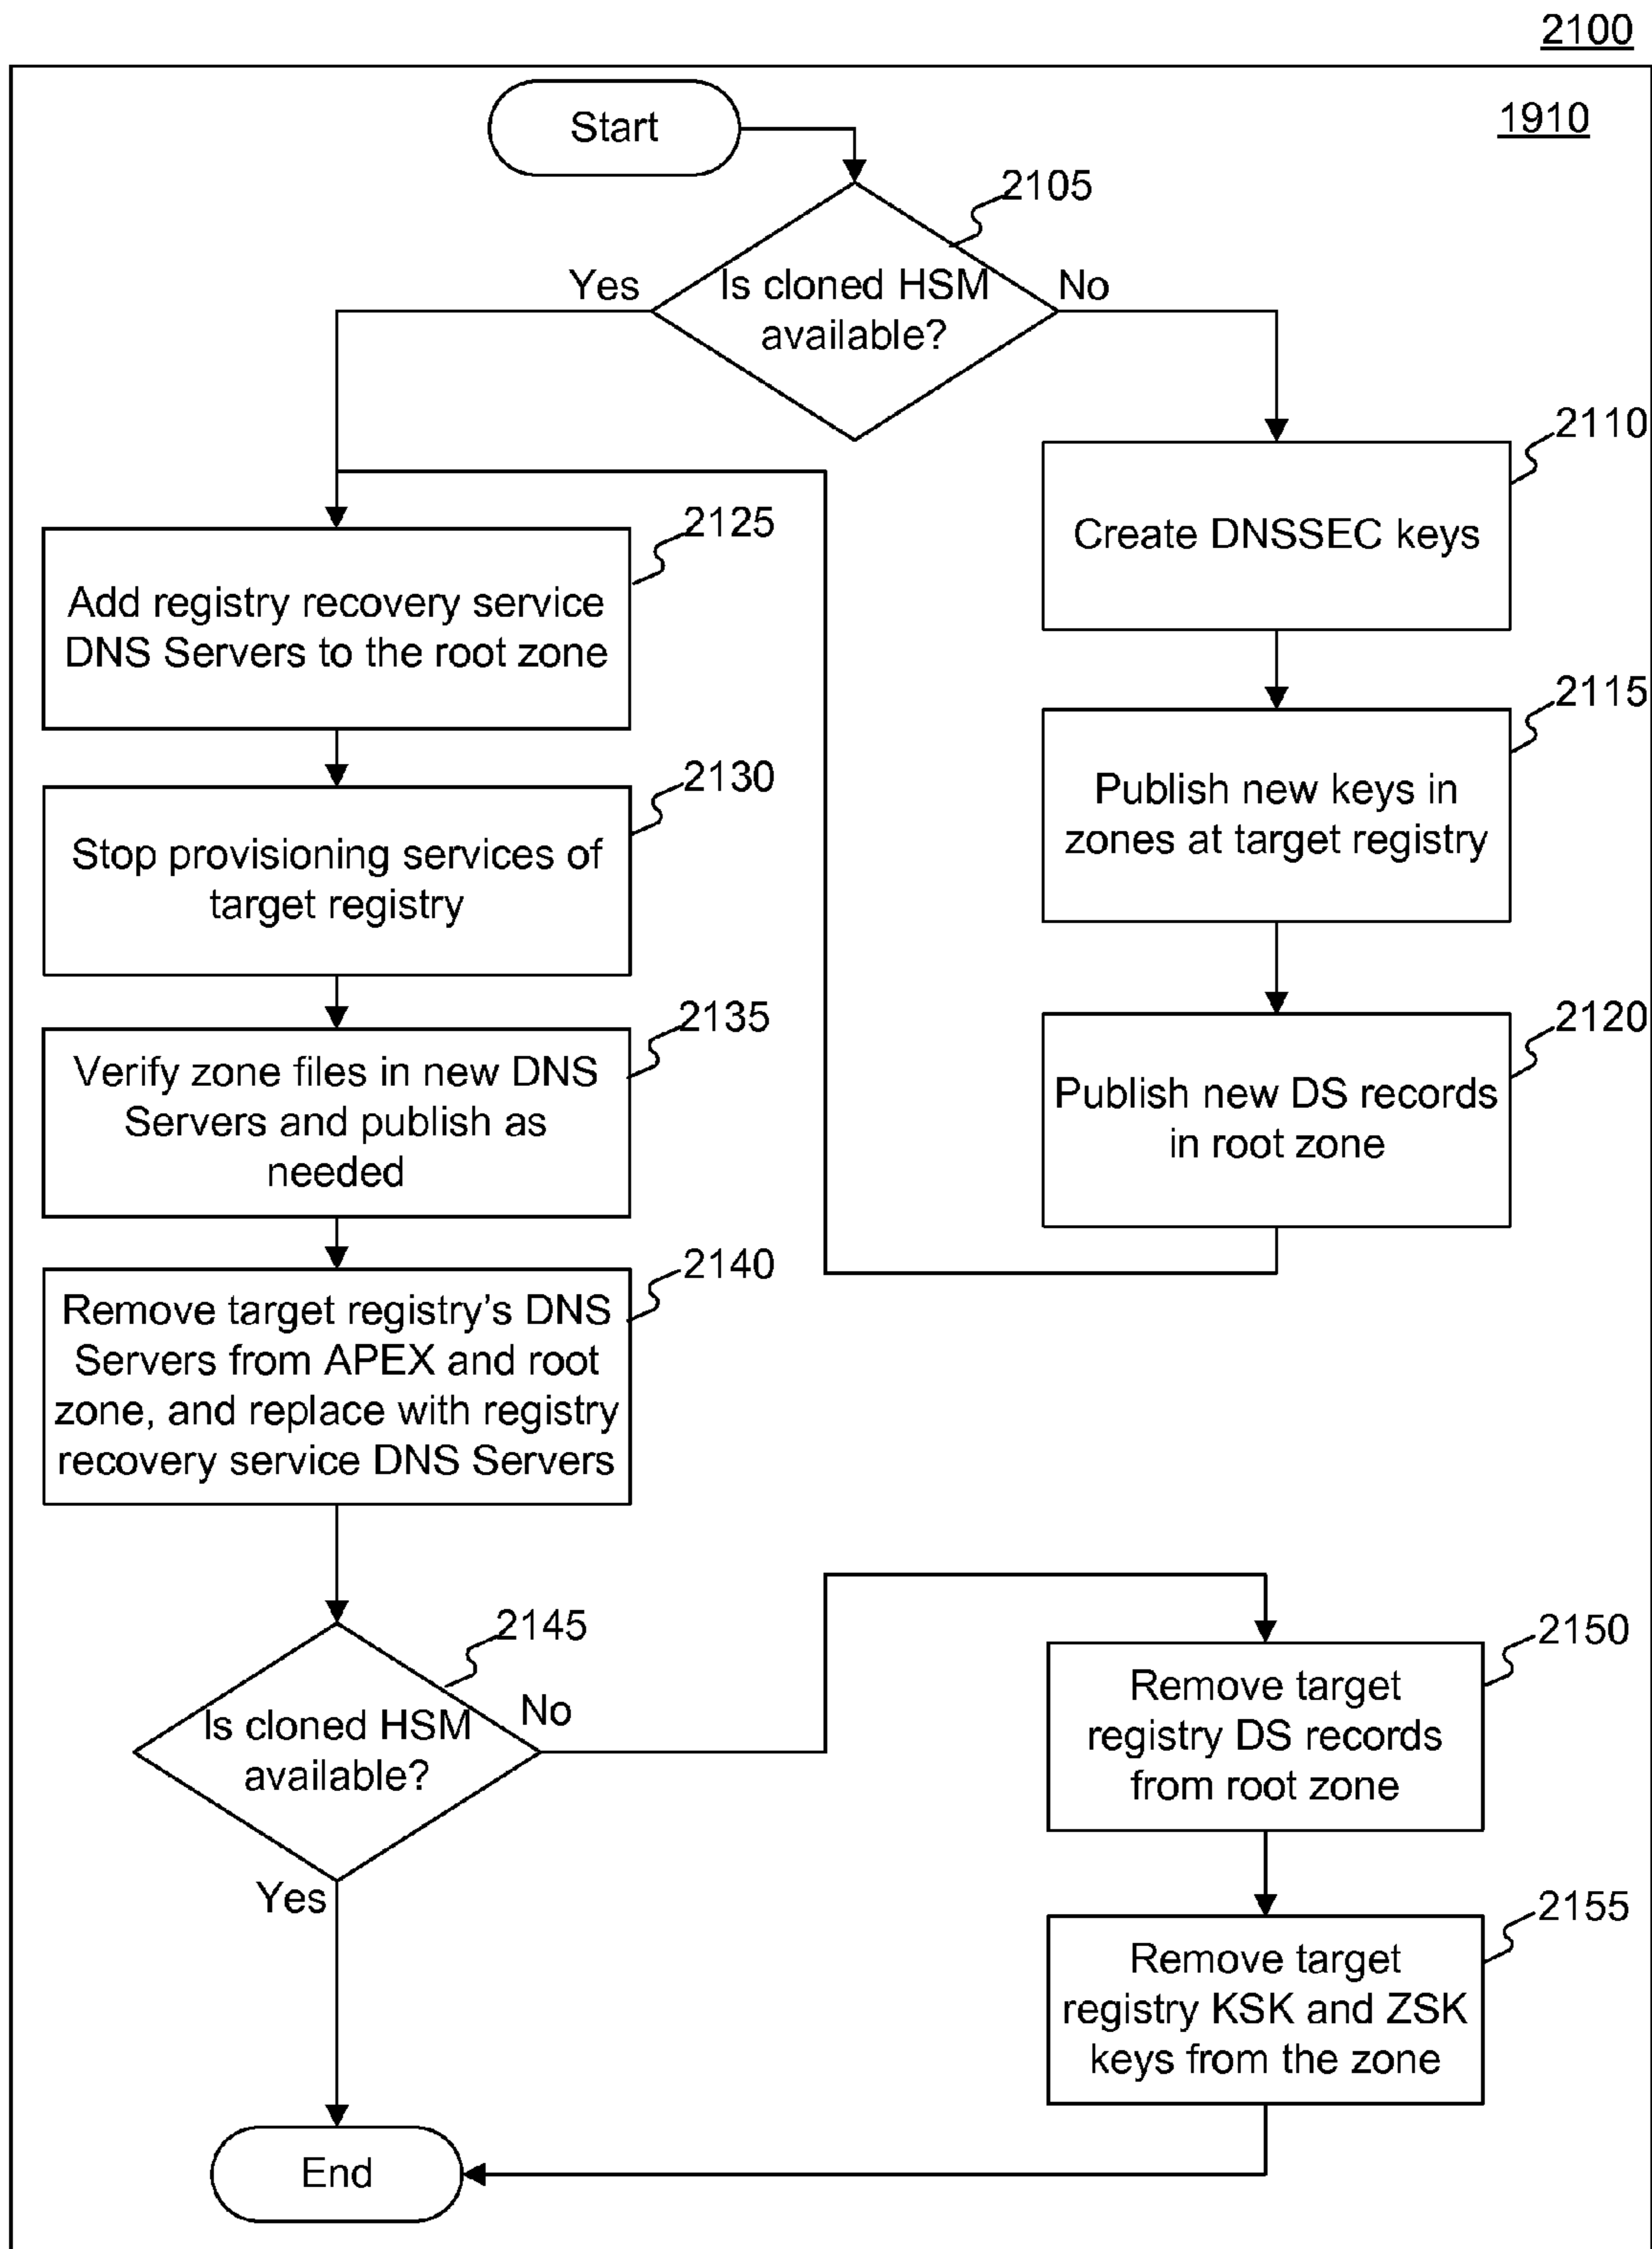 2100
1910
Start
2105
Yes
Is cloned HSM
available?
No
2110
Create DNSSEC keys
2115
Publish new keys in
zones at target registry
2120
Publish new DS records
in root zone
2125
Add registry recovery service
DNS Servers to the root zone
2130
Stop provisioning services of
target registry
2135
Verify zone files in new DNS
Servers and publish as
needed
2140
Remove target registry’s DNS
Servers from APEX and root
zone, and replace with registry
recovery service DNS Servers
2145
Is cloned HSM
available?
No
Yes
2150
Remove target
registry DS records
from root zone
2155
Remove target
registry KSK and ZSK
keys from the zone
End